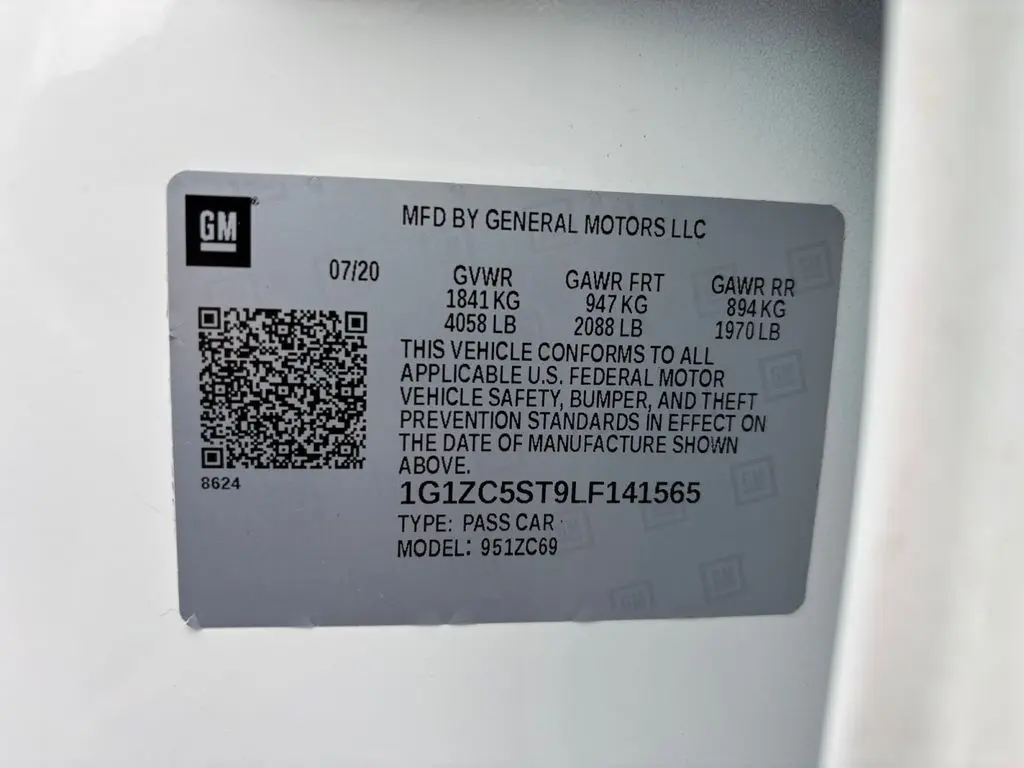 GM
MFD BY GENERAL MOTORS LLC
07/20
GVWR GAWR FRT GAWR RR
1841 KG 947 KG 894 KG
4058 LB 2088 LB 1970 LB
THIS VEHICLE CONFORMS TO ALL
APPLICABLE U.S. FEDERAL MOTOR
VEHICLE SAFETY, BUMPER, AND THEFT
PREVENTION STANDARDS IN EFFECT ON
THE DATE OF MANUFACTURE SHOWN
ABOVE.
8624
1G1ZC5ST9LF141565
TYPE: PASS CAR
MODEL: 951ZC69